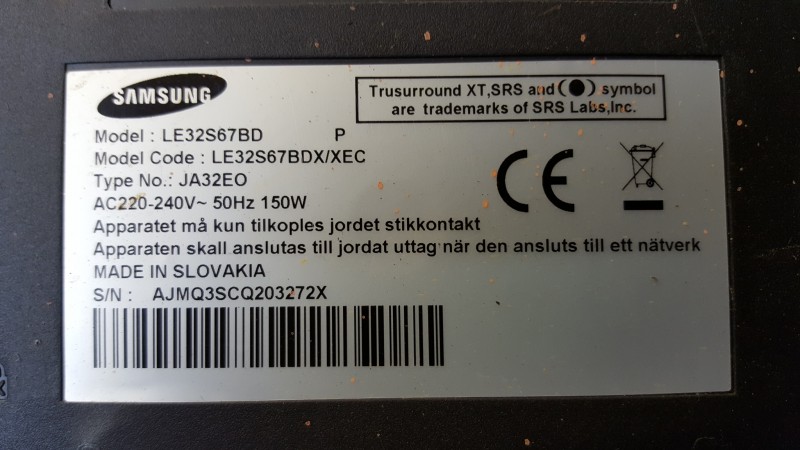 SAMSUNG
Trusurround XT,SRS and (●) symbol
are trademarks of SRS Labs,Inc.
Model : LE32S67BD P
Model Code : LE32S67BDX/XEC
Type No.: JA32EO
AC220-240V~ 50Hz 150W
Apparatet må kun tilkoples jordet stikkontakt
Apparaten skall anslutas till jordat uttag när den ansluts till ett nätverk
MADE IN SLOVAKIA
S/N : AJMQ3SCQ203272X
CE